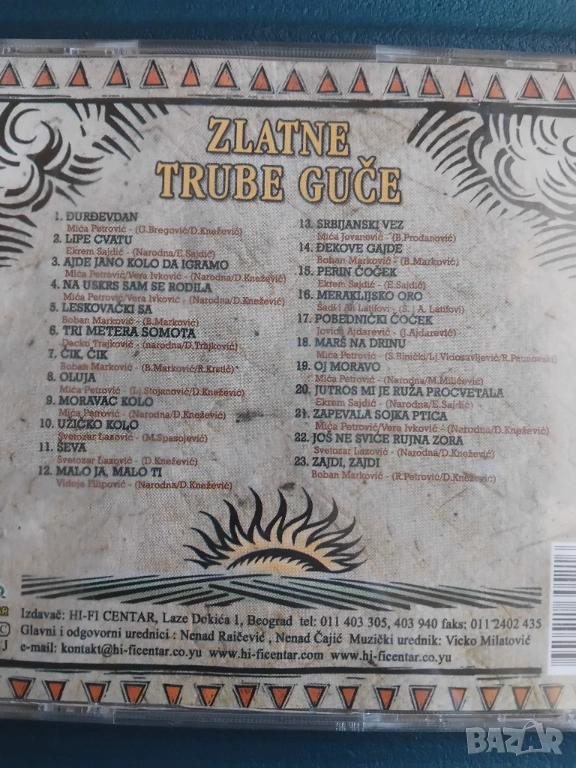 ZLATNE
TRUBE GUČE
1. ĐURĐEVDAN
Mića Petrović - (G.Bregović/D.Knežević)
2. LIPE CVATU
Ekrem Sajdić - (Narodna/E.Sajdić)
3. AJDE JANO KOLO DA IGRAMO
Mića Petrović/Vera Ivković - (Narodna/D.Knežević)
4. NA USKRS SAM SE RODILA
Mića Petrović/Vera Ivković - (Narodna/D.Knežević)
5. LESKOVAČKI SA
Boban Marković - (B.Marković)
6. TRI METERA SOMOTA
Dacko Trajković - (narodna/D.Trajković)
7. ČIK, ČIK
Boban Marković - (B.Marković/R.Krstić)
8. OLUJA
Mića Petrović - (Lj.Stojanović/D.Knežević)
9. MORAVAC KOLO
Mića Petrović - (Narodna/D.Knežević)
10. UŽIČKO KOLO
Svetozar Lazović - (M.Spasojević)
11. ŠEVA
Svetozar Lazović - (D.Knežević)
12. MALO JA, MALO TI
Videja Filipović - (Narodna/D.Knežević)
13. SRBIJANSKI VEZ
Mića Jovanović - (B.Prodanović)
14. ĐEKOVE GAJDE
Boban Marković - (B.Marković)
15. PERIN ČOČEK
Ekrem Sajdić - (E.Sajdić)
16. MERAKLIJSKO ORO
Latifovi - (Š. i A. Latifovi)
17. POBEDNIČKI ČOČEK
Jovica Ajdarević - (J.Ajdarević)
18. MARŠ NA DRINU
Mića Petrović - (S.Binički/Lj.
19. OJ MORAVO
Mića Petrović - (Narodna/M.Milićević)
20. JUTROS MI JE RUŽA PROCVETALA
Ekrem Sajdić - (Narodna/E.Sajdić)
21. ZAPEVALA SOJKA PTICA
Mića Petrović/Vera Ivković - (Narodna/D.Knežević)
22. JOŠ NE SVIĆE RUJNA ZORA
Svetozar Lazović - (Narodna/D.Knežević)
23. ZAJDI, ZAJDI
Boban Marković - (R.Petrović/D.Knežević)
Izdavač: HI-FI CENTAR, Laze Dokića 1, Beograd tel: 011 403 305, 403 940 faks: 011 2402 435
Glavni i odgovorni urednici : Nenad Raičević , Nenad Čajić Muzički urednik: Vicko Milatović
e-mail: kontakt@hi-ficentar.co.yu www.hi-ficentar.com www.hi-ficentar.co.yu
BAZAR